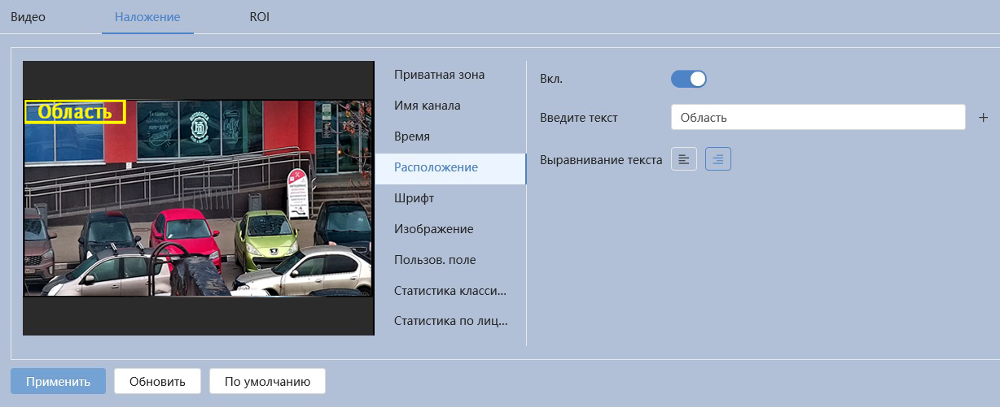 Видео Наложение ROI
Область
Приватная зона
Имя канала
Время
Расположение
Шрифт
Изображение
Пользов. поле
Статистика класси...
Статистика по лиц...
Вкл.
Введите текст Область +
Выравнивание текста
Применить Обновить По умолчанию